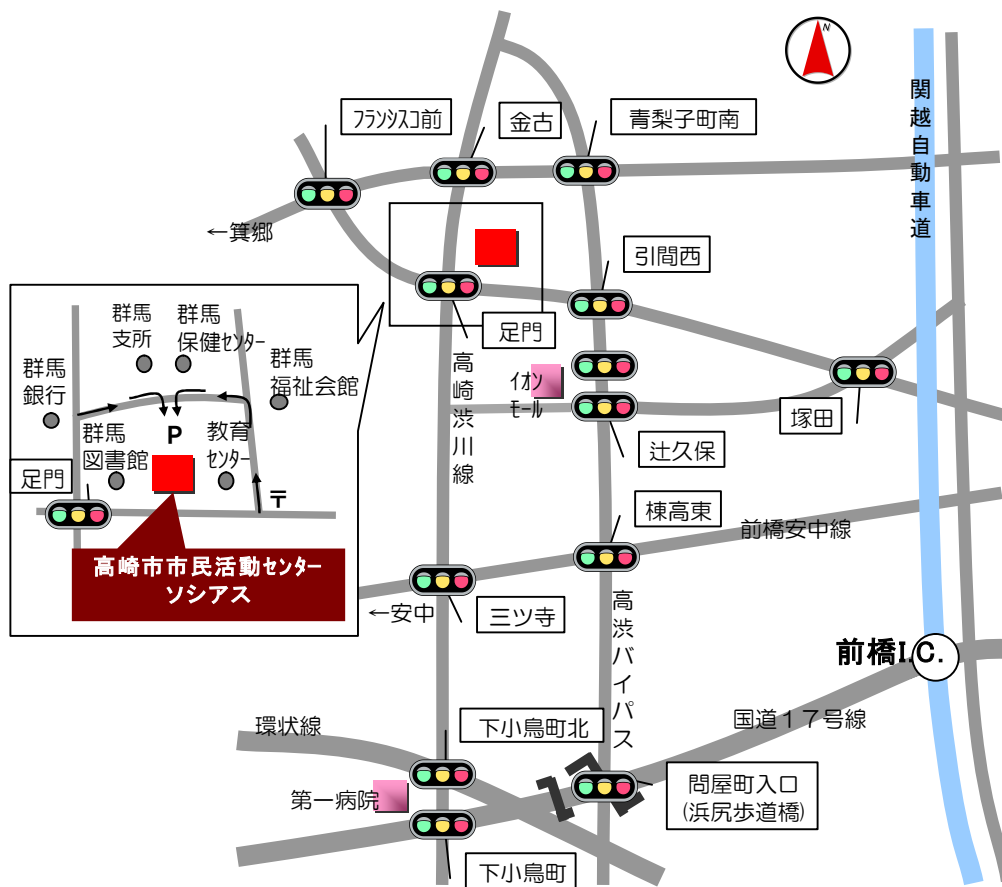 N
フランシスコ前
金古
青梨子町南
関越自動車道
←箕郷
引間西
足門
高崎渋川線
イオン
モール
塚田
辻久保
棟高東
前橋安中線
←安中
三ツ寺
高渋バイパス
前橋I.C.
国道17号線
環状線
下小鳥町北
第一病院
問屋町入口
(浜尻歩道橋)
下小鳥町
群馬
支所
群馬
保健センター
群馬
銀行
群馬
福祉会館
P
群馬
図書館
教育
センター
足門
〒
高崎市市民活動センター
ソシアス